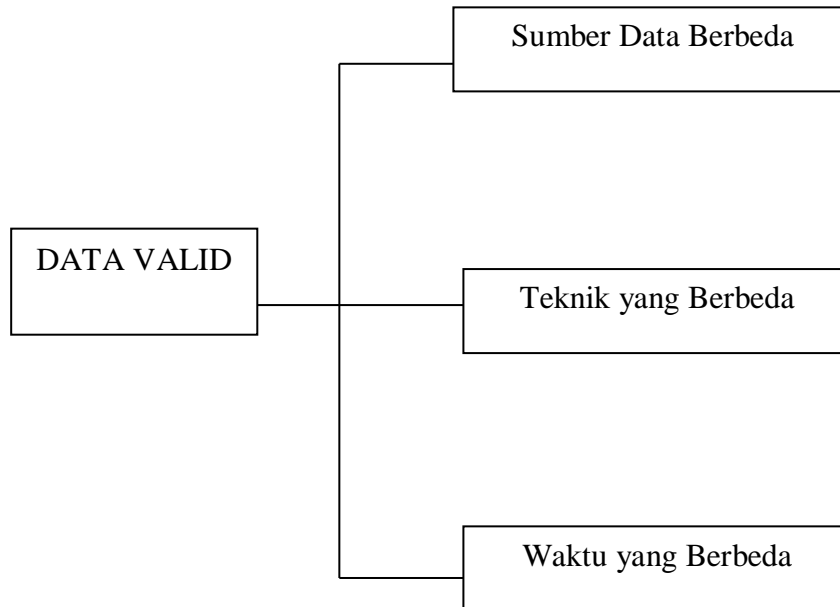 Sumber Data Berbeda
DATA VALID
Teknik yang Berbeda
Waktu yang Berbeda